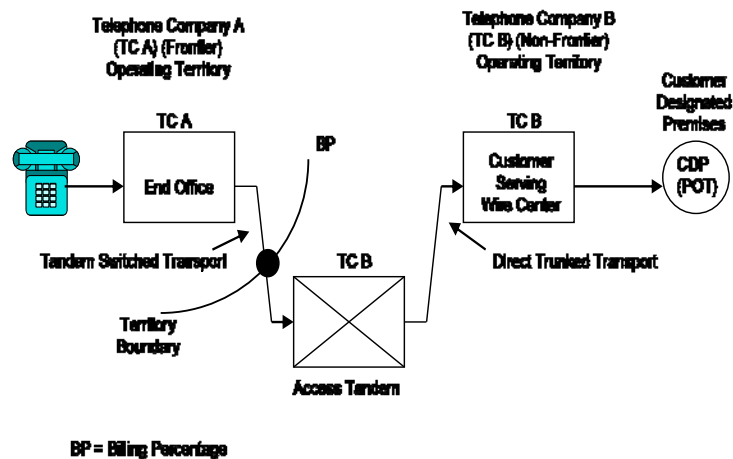 Telephone Company A
(TC A) (Frontier)
Operating Territory
Telephone Company B
(TC B) (Non-Frontier)
Operating Territory
Customer
Designated
Premises
TC A
End Office
BP
TC B
Customer
Serving
Wire Center
CDP
(POT)
Tandem Switched Transport
TC B
Direct Trunked Transport
Territory
Boundary
Access Tandem
BP = Billing Percentage